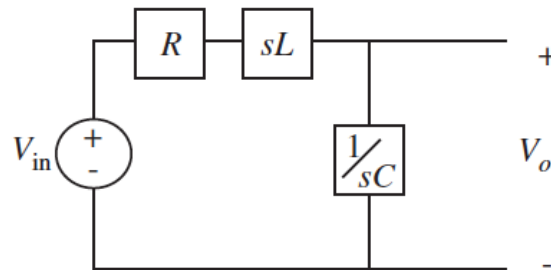 R
sL
+
V_in
+
-
1/sC
V_o
-